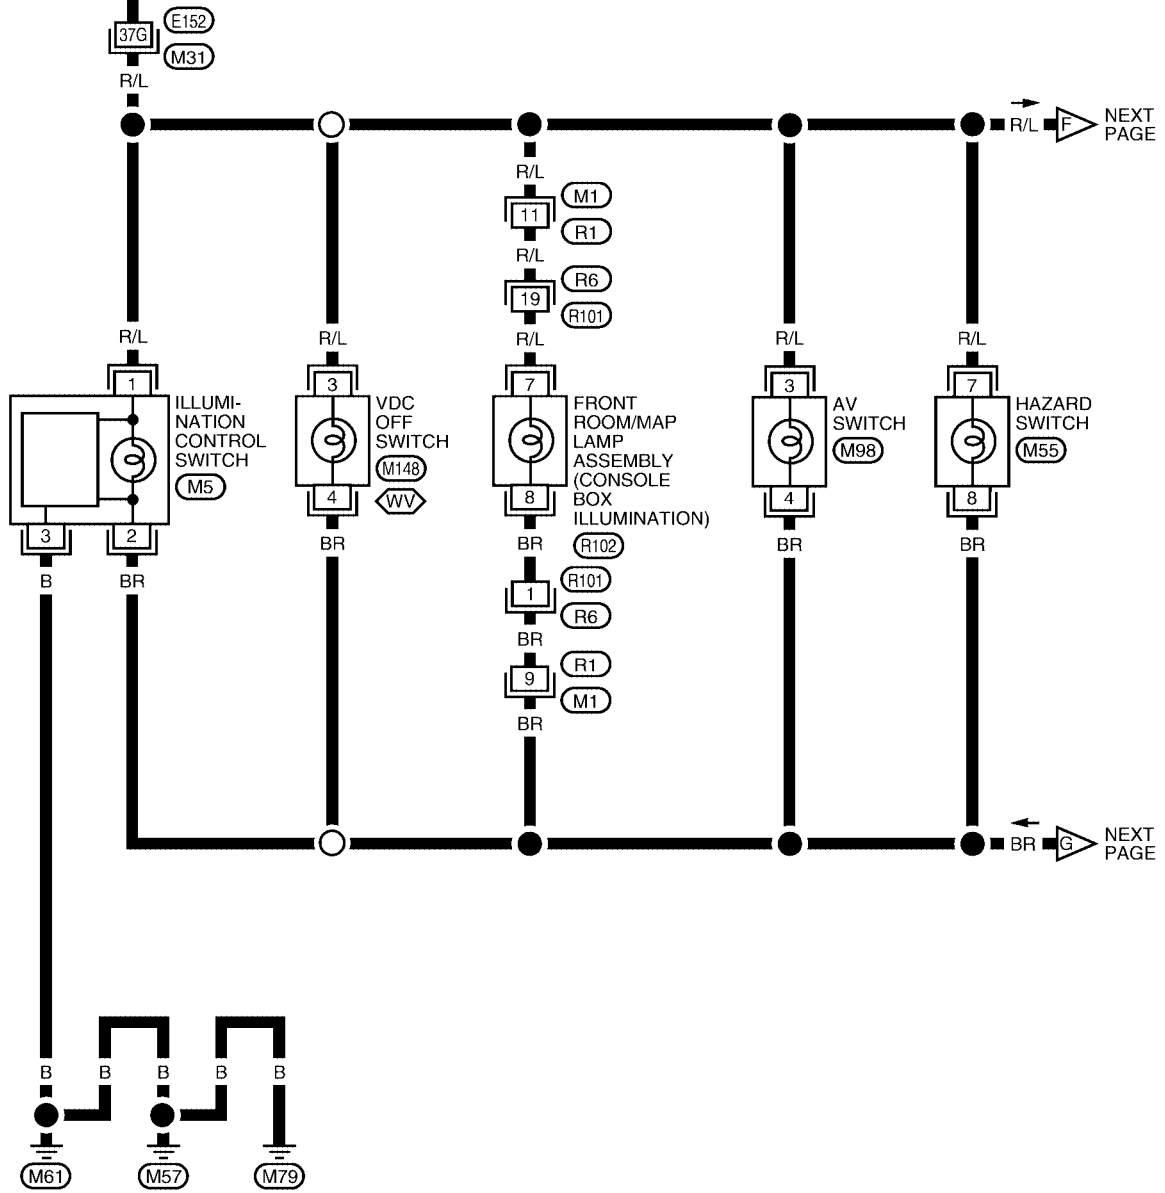 37G
E152
M31
R/L
R/L
F
NEXT
PAGE
R/L
11
M1
R1
R/L
19
R6
R101
R/L
R/L
R/L
R/L
R/L
1
ILLUMI-
NATION
CONTROL
SWITCH
M5
3
2
B
BR
3
VDC
OFF
SWITCH
M148
4
WV
BR
7
FRONT
ROOM/MAP
LAMP
ASSEMBLY
(CONSOLE
BOX
ILLUMINATION)
R102
8
BR
3
AV
SWITCH
M98
4
BR
7
HAZARD
SWITCH
M55
8
BR
1
R101
R6
BR
9
R1
M1
BR
BR
G
NEXT
PAGE
B
B
B
B
B
M61
M57
M79